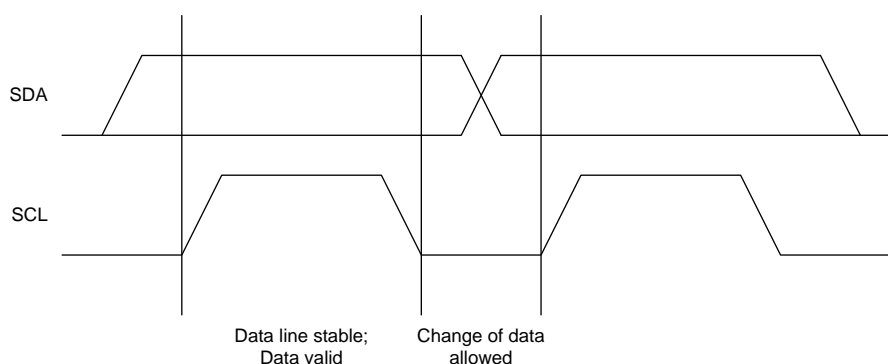 SDA
SCL
Data line stable;
Data valid
Change of data
allowed